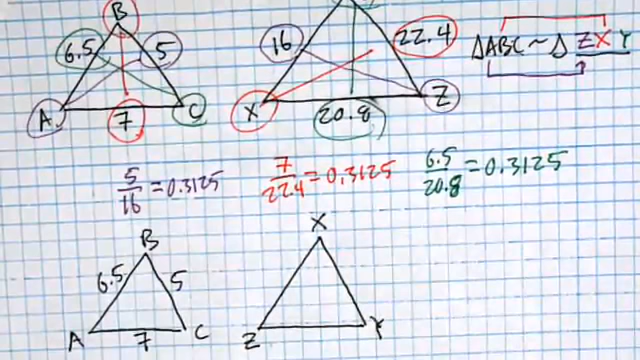 B
6.5 5 16 22.4 ΔABC ~ Δ ZXY
A 7 C X 20.8 Z
5/16 = 0.3125 7/22.4 = 0.3125 6.5/20.8 = 0.3125
B X
6.5 5
A 7 C Z Y